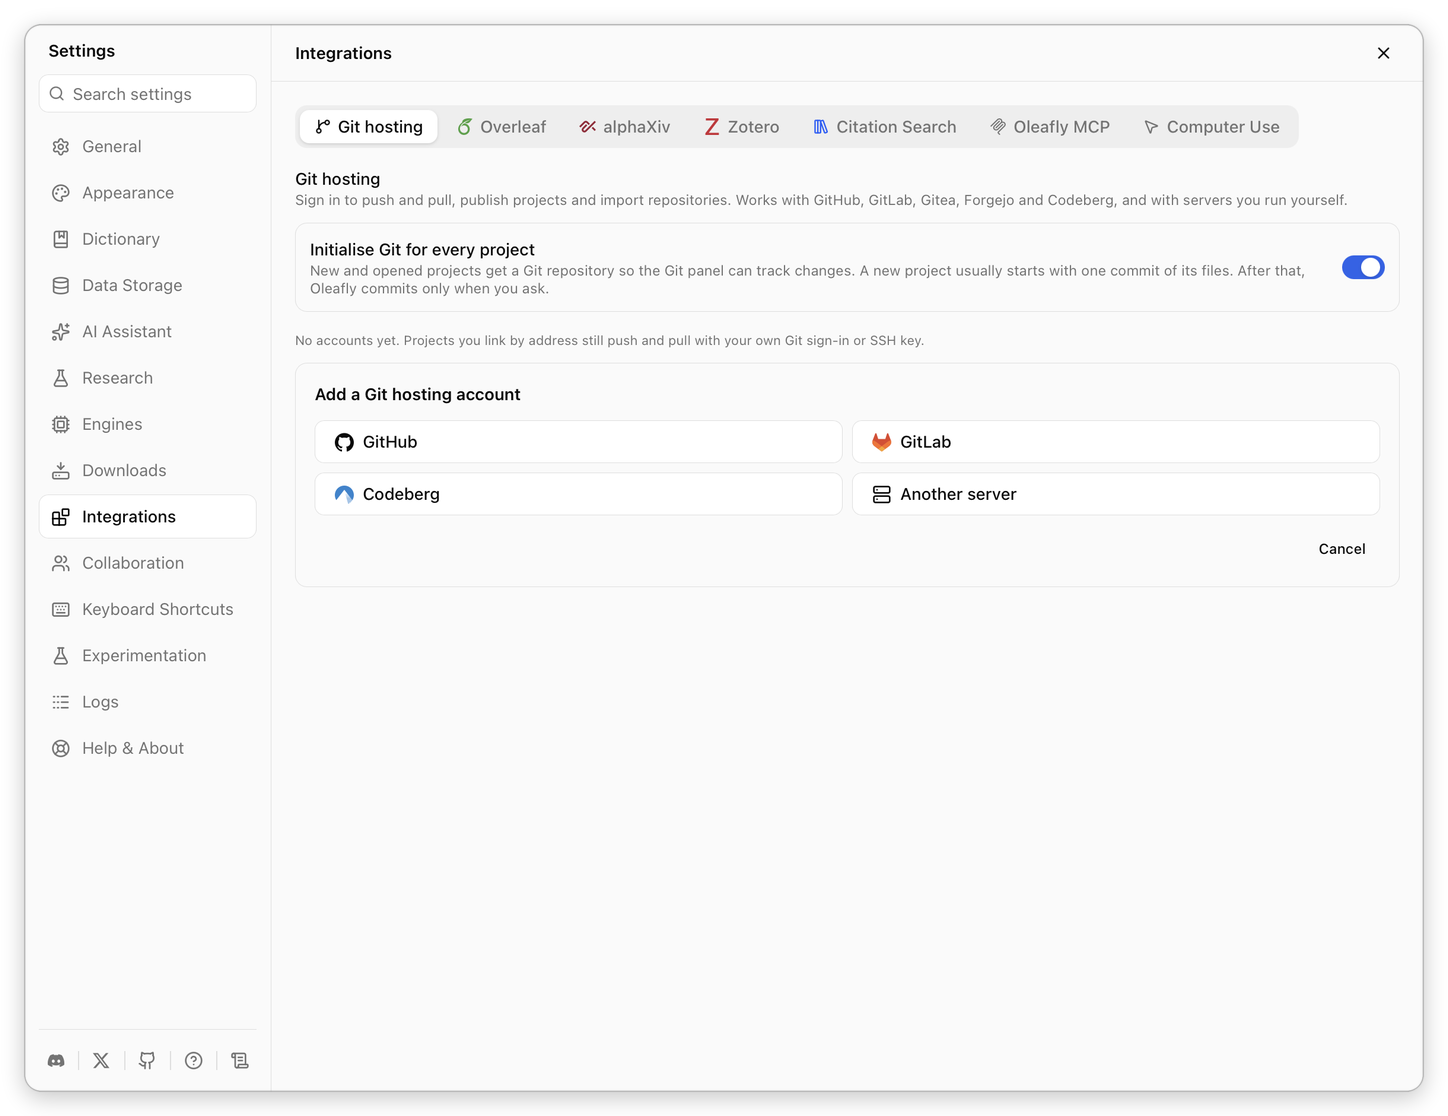 Settings
Search settings
General
Appearance
Dictionary
Data Storage
AI Assistant
Research
Engines
Downloads
Integrations
Collaboration
Keyboard Shortcuts
Experimentation
Logs
Help & About
Integrations
Git hosting
Overleaf
alphaXiv
Zotero
Citation Search
Oleafly MCP
Computer Use
Git hosting
Sign in to push and pull, publish projects and import repositories. Works with GitHub, GitLab, Gitea, Forgejo and Codeberg, and with servers you run yourself.
Initialise Git for every project
New and opened projects get a Git repository so the Git panel can track changes. A new project usually starts with one commit of its files. After that,
Oleafly commits only when you ask.
No accounts yet. Projects you link by address still push and pull with your own Git sign-in or SSH key.
Add a Git hosting account
GitHub
GitLab
Codeberg
Another server
Cancel